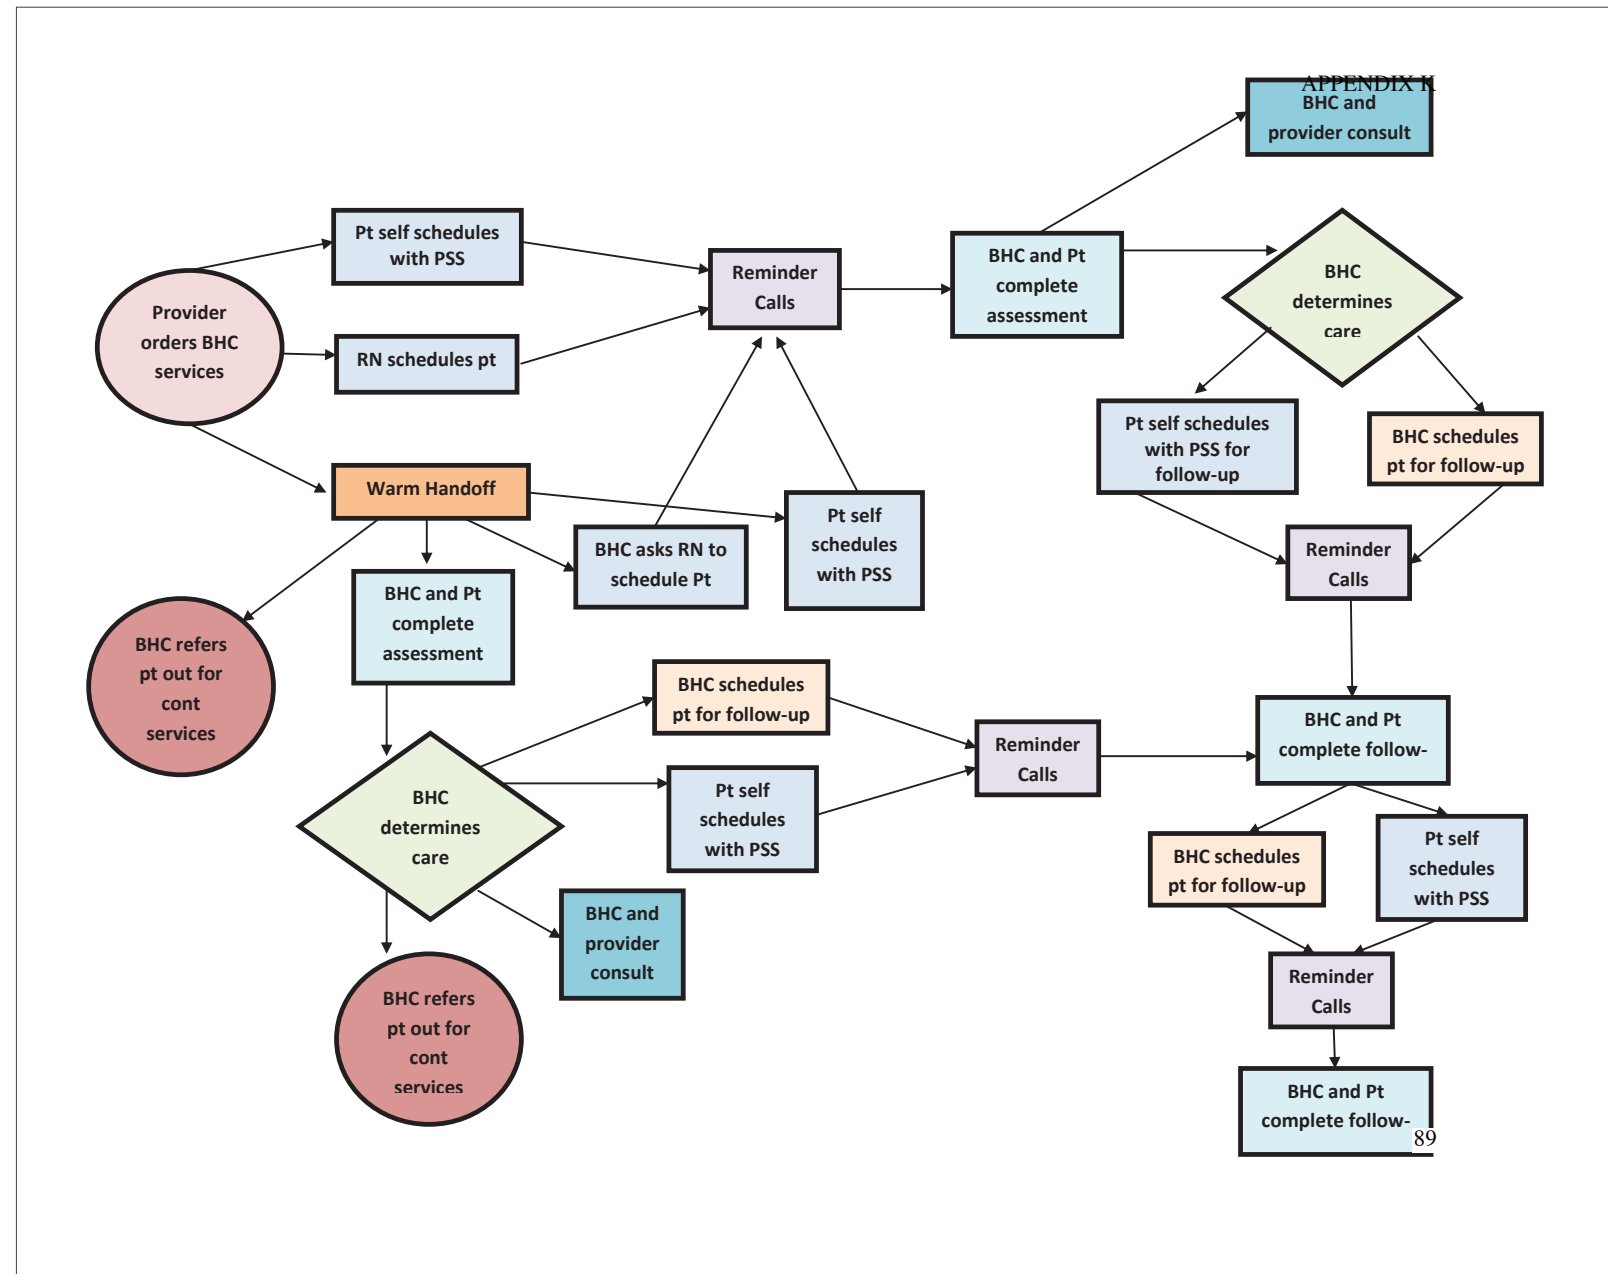 APPENDIX K
BHC and
provider consult
Pt self schedules
with PSS
Provider
orders BHC
services
RN schedules pt
Reminder
Calls
BHC and Pt
complete
assessment
BHC
determines
care
Pt self schedules
with PSS for
follow-up
BHC schedules
pt for follow-up
Warm Handoff
BHC asks RN to
schedule Pt
Pt self
schedules
with PSS
Reminder
Calls
BHC and Pt
complete
assessment
BHC refers
pt out for
cont
services
BHC schedules
pt for follow-up
Reminder
Calls
BHC and Pt
complete follow-
BHC
determines
care
Pt self
schedules
with PSS
BHC schedules
pt for follow-up
Pt self
schedules
with PSS
BHC and
provider
consult
BHC refers
pt out for
cont
services
Reminder
Calls
BHC and Pt
complete follow-
89